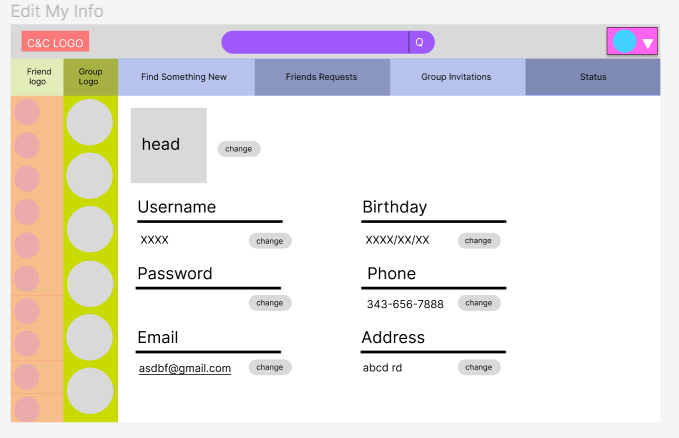 Edit My Info
C&C LOGO
Q
Friend
logo
Group
Logo
Find Something New
Friends Requests
Group Invitations
Status
head
change
Username
Birthday
XXXX
change
XXXX/XX/XX
change
Password
Phone
change
343-656-7888
change
Email
Address
asdbf@gmail.com
change
abcd rd
change